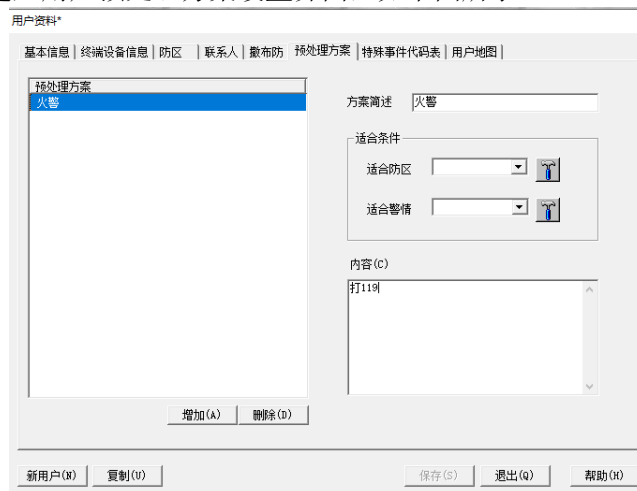 用户资料*
基本信息 终端设备信息 防区 联系人 撤布防 预处理方案 特殊事件代码表 用户地图
预处理方案
火警
方案简述 火警
适合条件
适合防区
适合警情
内容(C)
打119
增加(A) 删除(D)
新用户(N) 复制(V) 保存(S) 退出(Q) 帮助(H)